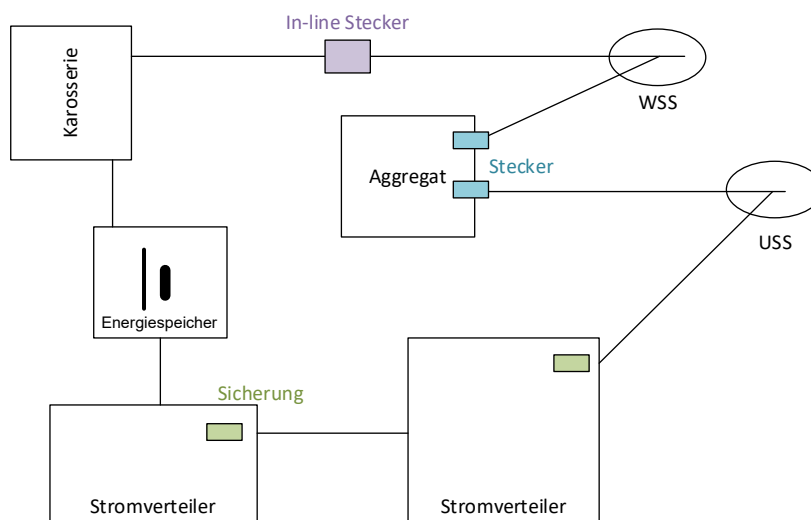 In-line Stecker
Karosserie
WSS
Aggregat
Stecker
USS
Energiespeicher
Sicherung
Stromverteiler
Stromverteiler